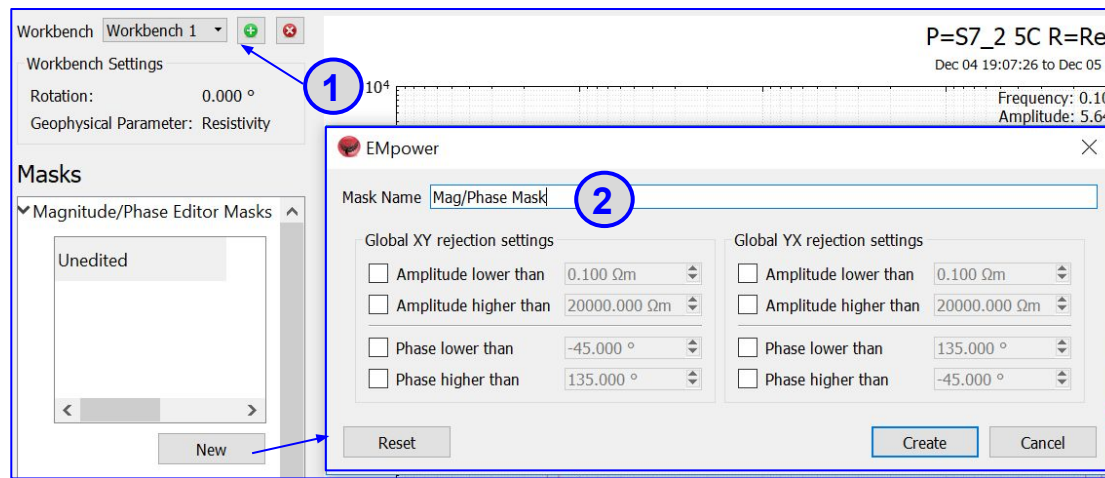 Workbench Workbench 1
Workbench Settings
Rotation: 0.000 °
Geophysical Parameter: Resistivity
Masks
Magnitude/Phase Editor Masks
Unedited
New
1
P=S7_2 5C R=Re
Dec 04 19:07:26 to Dec 05
10⁴
Frequency: 0.10
Amplitude: 5.64
EMpower
Mask Name Mag/Phase Mask
2
Global XY rejection settings
Amplitude lower than 0.100 Ωm
Amplitude higher than 20000.000 Ωm
Phase lower than -45.000 °
Phase higher than 135.000 °
Global YX rejection settings
Amplitude lower than 0.100 Ωm
Amplitude higher than 20000.000 Ωm
Phase lower than 135.000 °
Phase higher than -45.000 °
Reset
Create
Cancel